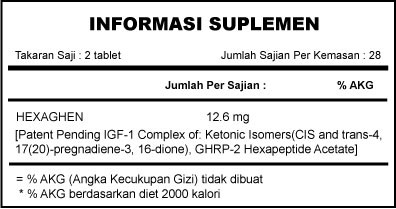 INFORMASI SUPLEMEN
Takaran Saji : 2 tablet Jumlah Sajian Per Kemasan : 28
Jumlah Per Sajian : % AKG
HEXAGHEN 12.6 mg
[Patent Pending IGF-1 Complex of: Ketonic Isomers(CIS and trans-4,
17(20)-pregnadiene-3, 16-dione), GHRP-2 Hexapeptide Acetate]
= % AKG (Angka Kecukupan Gizi) tidak dibuat
* % AKG berdasarkan diet 2000 kalori